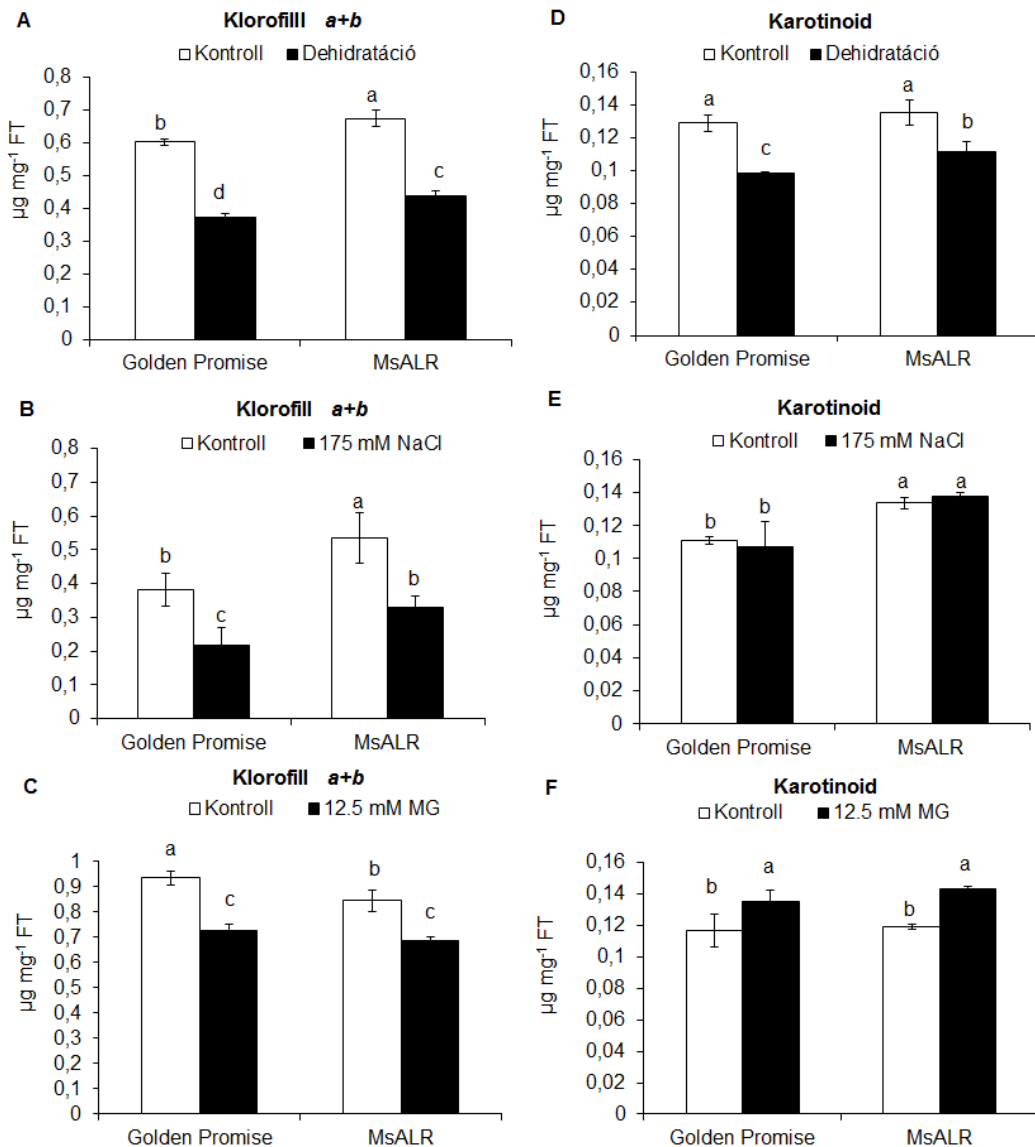 A
Klorofilll a+b
Kontroll Dehidratáció
µg mg-1 FT
0,8
0,7
0,6
0,5
0,4
0,3
0,2
0,1
0
b
d
a
c
Golden Promise MsALR
D
Karotinoid
Kontroll Dehidratáció
µg mg-1 FT
0,16
0,14
0,12
0,1
0,08
0,06
0,04
0,02
0
a
c
a
b
Golden Promise MsALR
B
Klorofill a+b
Kontroll 175 mM NaCl
µg mg-1 FT
0,8
0,7
0,6
0,5
0,4
0,3
0,2
0,1
0
b
c
a
b
Golden Promise MsALR
E
Karotinoid
Kontroll 175 mM NaCl
µg mg-1 FT
0,16
0,14
0,12
0,1
0,08
0,06
0,04
0,02
0
b
b
a
a
Golden Promise MsALR
C
Klorofill a+b
Kontroll 12.5 mM MG
µg mg-1 FT
1
0,9
0,8
0,7
0,6
0,5
0,4
0,3
0,2
0,1
0
a
c
b
c
Golden Promise MsALR
F
Karotinoid
Kontroll 12.5 mM MG
µg mg-1 FT
0,16
0,14
0,12
0,1
0,08
0,06
0,04
0,02
0
b
a
b
a
Golden Promise MsALR